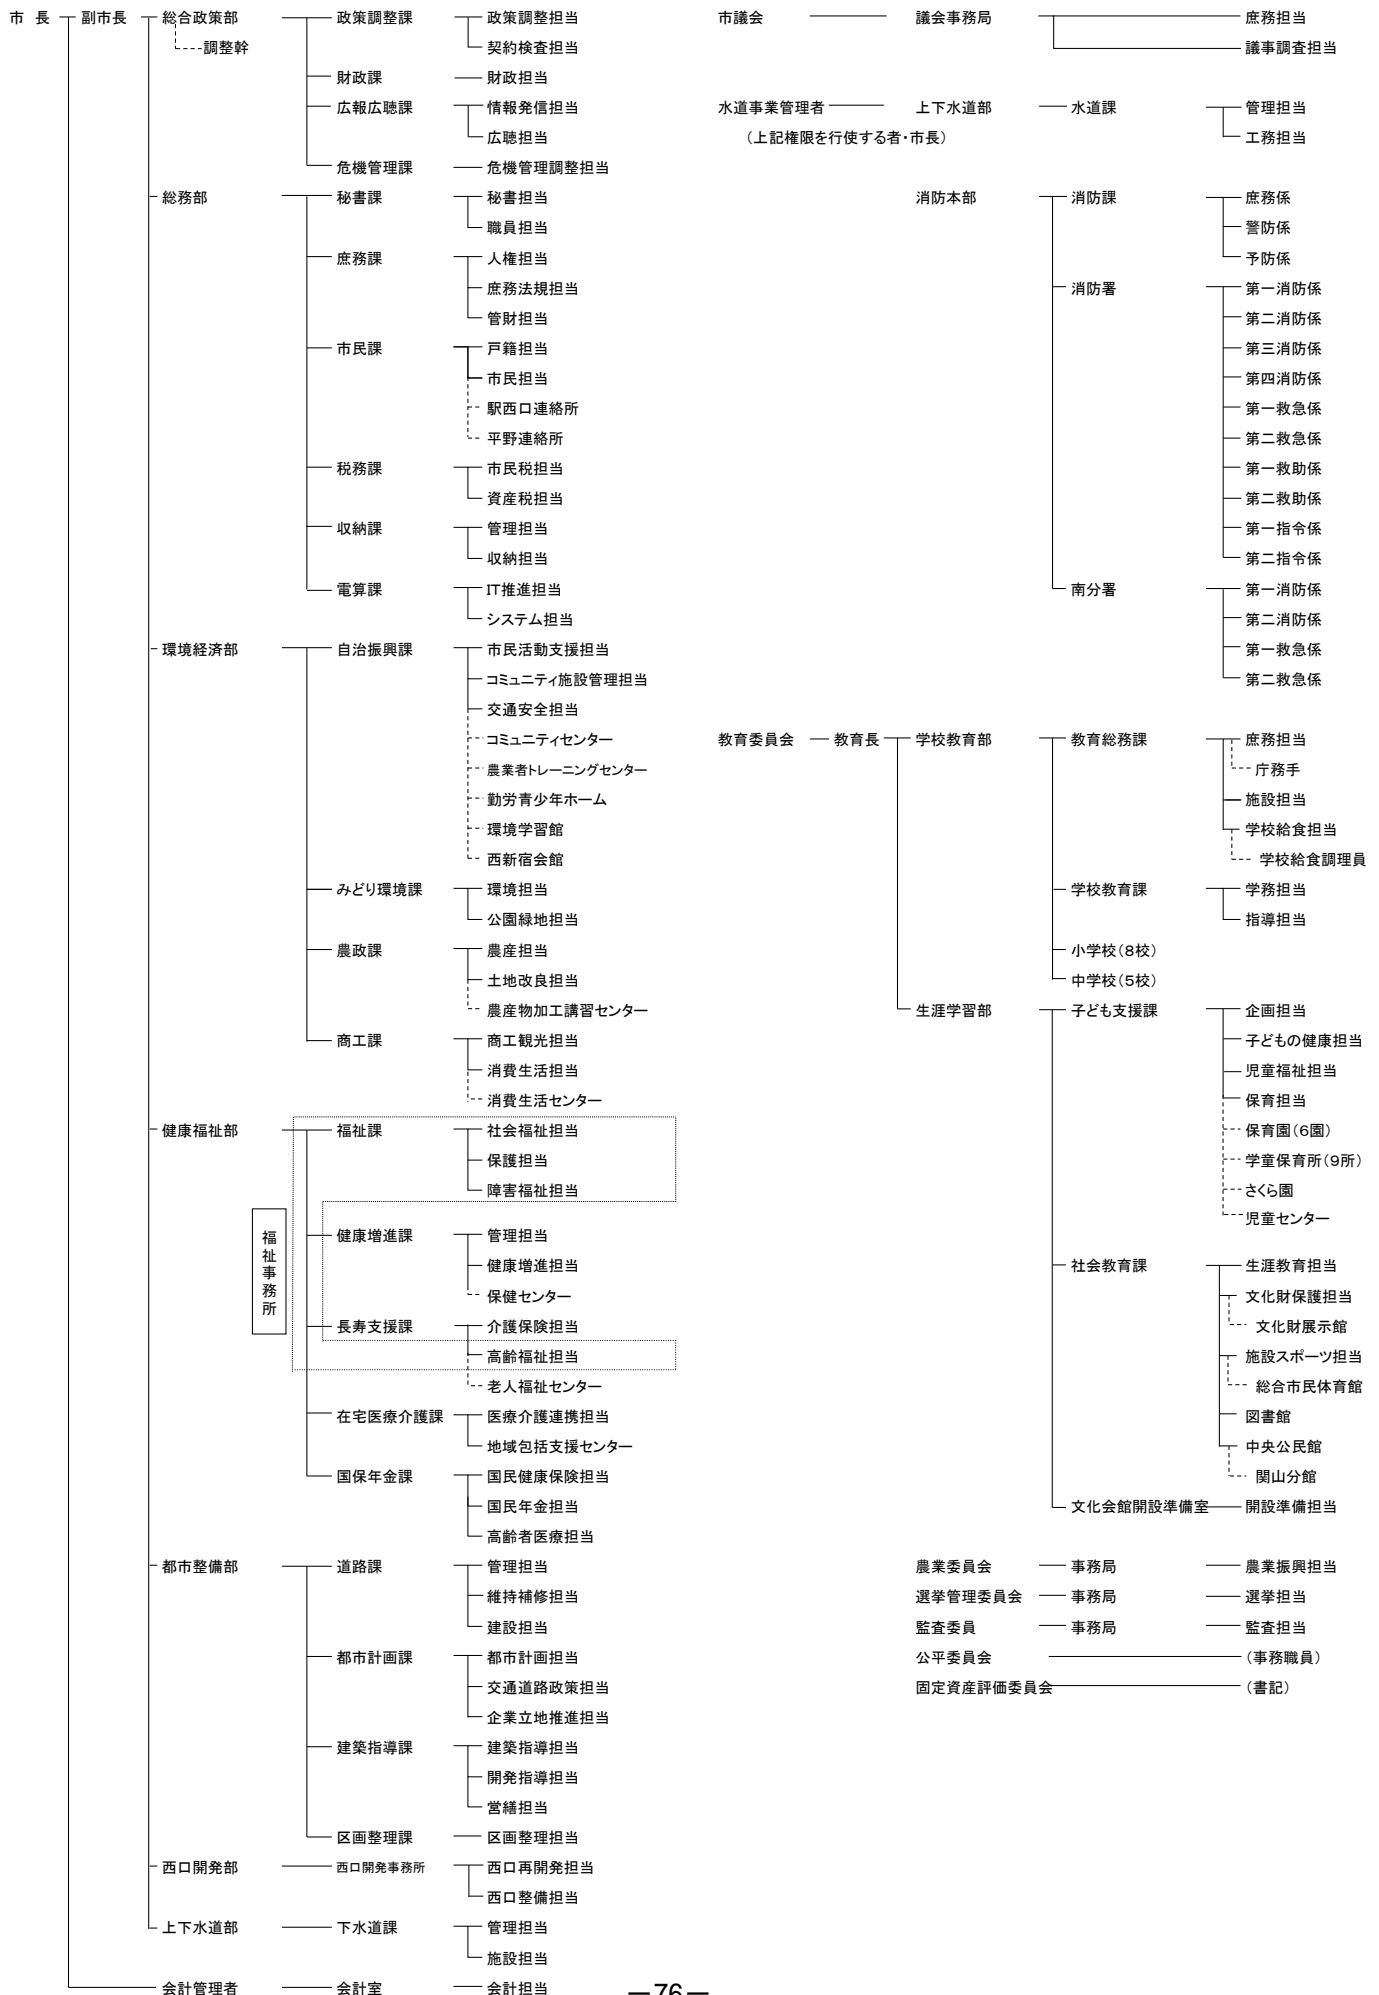 市 長 副市長 総合政策部 政策調整課 政策調整担当
調整幹 契約検査担当
財政課 財政担当
広報広聴課 情報発信担当
広聴担当
危機管理課 危機管理調整担当
総務部 秘書課 秘書担当
職員担当
庶務課 人権担当
庶務法規担当
管財担当
市民課 戸籍担当
市民担当
駅西口連絡所
平野連絡所
税務課 市民税担当
資産税担当
収納課 管理担当
収納担当
電算課 IT推進担当
システム担当
環境経済部 自治振興課 市民活動支援担当
コミュニティ施設管理担当
交通安全担当
コミュニティセンター
農業者トレーニングセンター
勤労青少年ホーム
環境学習館
西新宿会館
みどり環境課 環境担当
公園緑地担当
農政課 農産担当
土地改良担当
農産物加工講習センター
商工課 商工観光担当
消費生活担当
消費生活センター
健康福祉部 福祉課 社会福祉担当
保護担当
障害福祉担当
福祉事務所
健康増進課 管理担当
健康増進担当
保健センター
長寿支援課 介護保険担当
高齢福祉担当
老人福祉センター
在宅医療介護課 医療介護連携担当
地域包括支援センター
国保年金課 国民健康保険担当
国民年金担当
高齢者医療担当
都市整備部 道路課 管理担当
維持補修担当
建設担当
都市計画課 都市計画担当
交通道路政策担当
企業立地推進担当
建築指導課 建築指導担当
開発指導担当
営繕担当
区画整理課 区画整理担当
西口開発部 西口開発事務所 西口再開発担当
西口整備担当
上下水道部 下水道課 管理担当
施設担当
会計管理者 会計室 会計担当
市議会 議会事務局 庶務担当
議事調査担当
水道事業管理者 上下水道部 水道課 管理担当
（上記権限を行使する者・市長） 工務担当
消防本部 消防課 庶務係
警防係
予防係
消防署 第一消防係
第二消防係
第三消防係
第四消防係
第一救急係
第二救急係
第一救助係
第二救助係
第一指令係
第二指令係
南分署 第一消防係
第二消防係
第一救急係
第二救急係
教育委員会 教育長 学校教育部 教育総務課 庶務担当
庁務手
施設担当
学校給食担当
学校給食調理員
学校教育課 学務担当
指導担当
小学校（8校）
中学校（5校）
生涯学習部 子ども支援課 企画担当
子どもの健康担当
児童福祉担当
保育担当
保育園（6園）
学童保育所（9所）
さくら園
児童センター
社会教育課 生涯教育担当
文化財保護担当
文化財展示館
施設スポーツ担当
総合市民体育館
図書館
中央公民館
関山分館
文化会館開設準備室 開設準備担当
農業委員会 事務局 農業振興担当
選挙管理委員会 事務局 選挙担当
監査委員 事務局 監査担当
公平委員会 （事務職員）
固定資産評価委員会 （書記）
－76－